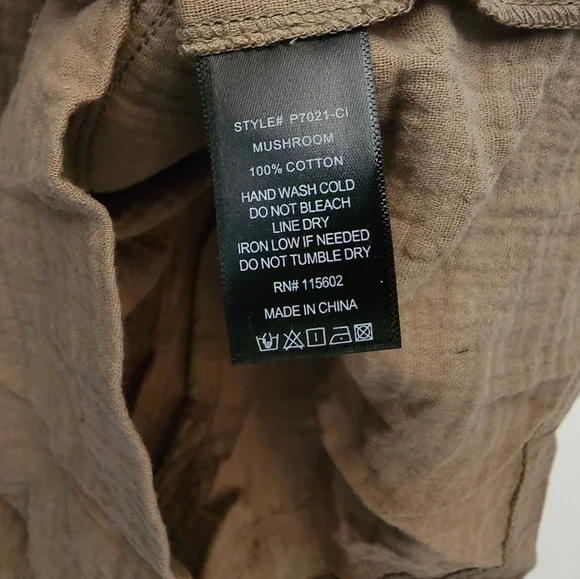 STYLE# P7021-CI
MUSHROOM
100% COTTON
HAND WASH COLD
DO NOT BLEACH
LINE DRY
IRON LOW IF NEEDED
DO NOT TUMBLE DRY
RN# 115602
MADE IN CHINA